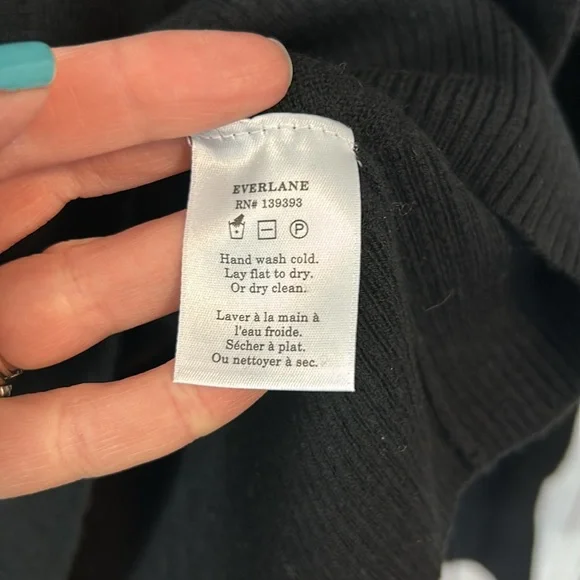 EVERLANE
RN# 139393
P
Hand wash cold.
Lay flat to dry.
Or dry clean.
Laver à la main à
l'eau froide.
Sécher à plat.
Ou nettoyer à sec.